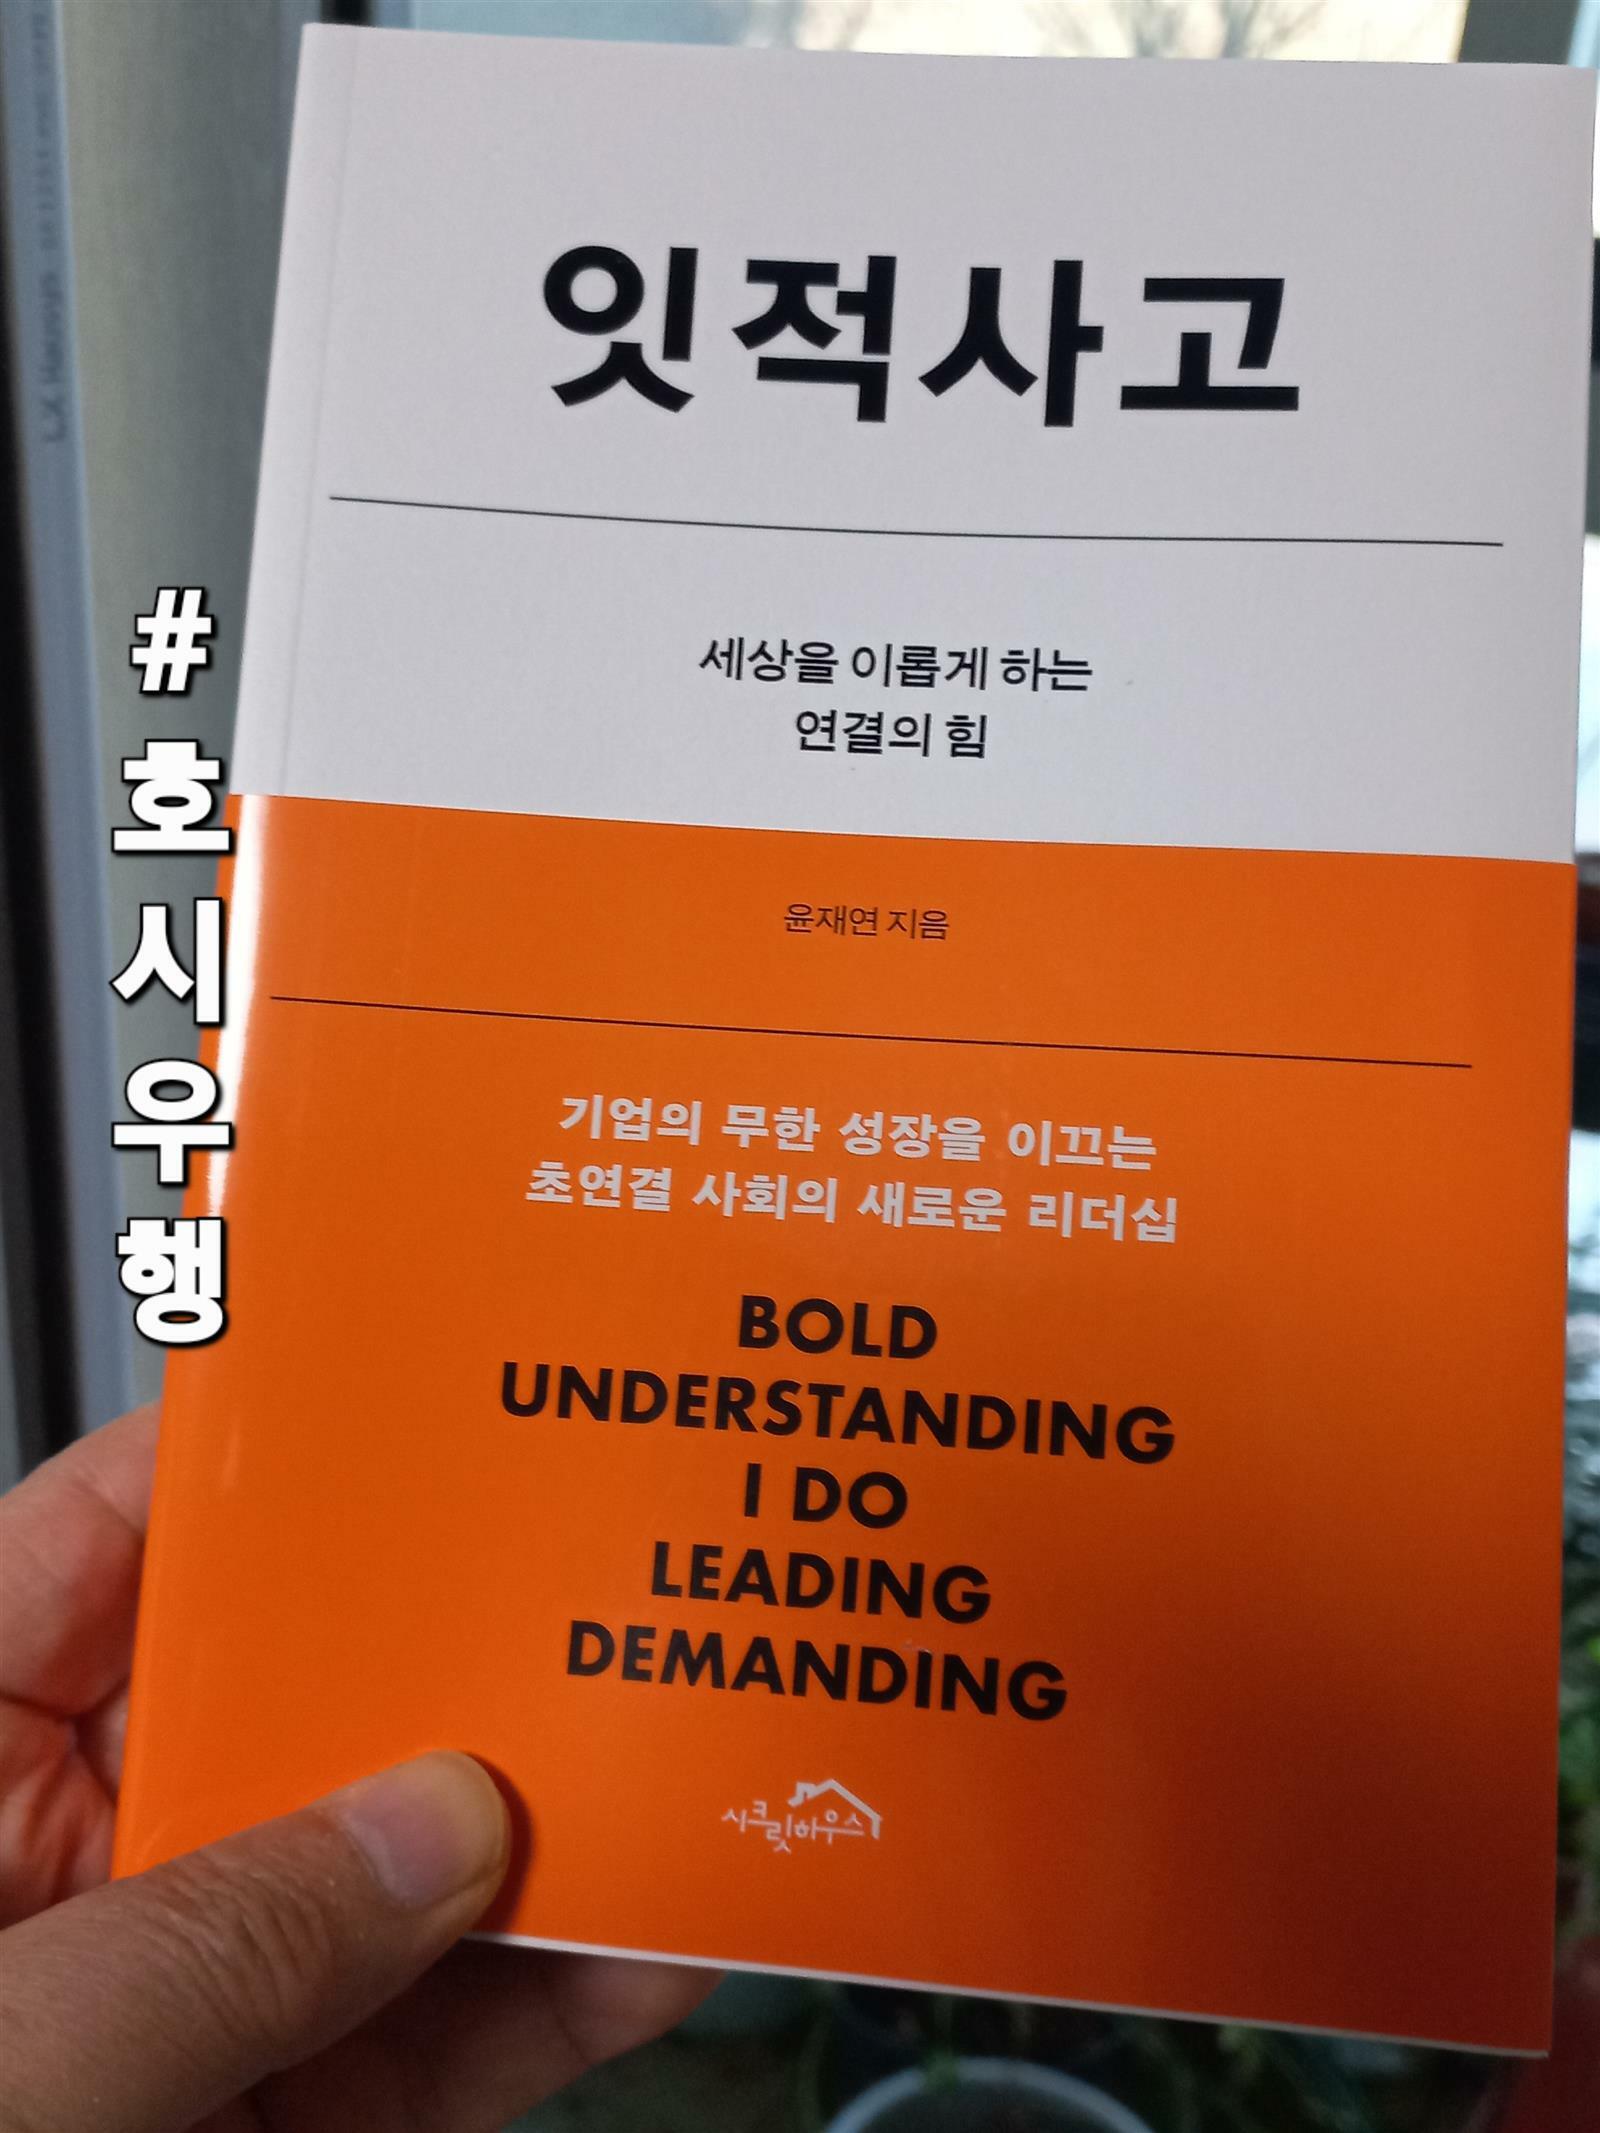 잇적사고
세상을 이롭게 하는
연결의 힘
윤재연 지음
기업의 무한 성장을 이끄는
초연결 사회의 새로운 리더십
BOLD
UNDERSTANDING
I DO
LEADING
DEMANDING
시크릿하우스
#호시우행